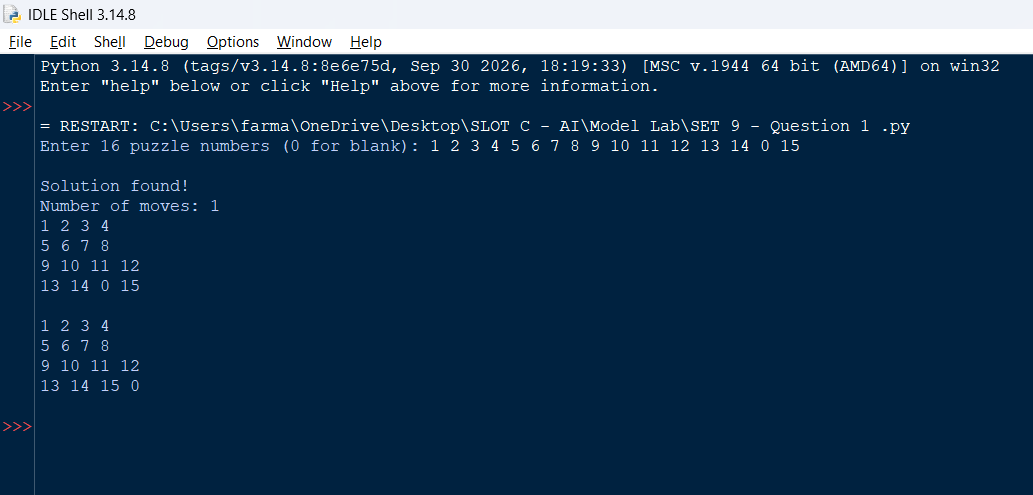 IDLE Shell 3.14.8
File Edit Shell Debug Options Window Help
Python 3.14.8 (tags/v3.14.8:8e6e75d, Sep 30 2026, 18:19:33) [MSC v.1944 64 bit (AMD64)] on win32
Enter "help" below or click "Help" above for more information.
>>>
= RESTART: C:\Users\farma\OneDrive\Desktop\SLOT C - AI\Model Lab\SET 9 - Question 1 .py
Enter 16 puzzle numbers (0 for blank): 1 2 3 4 5 6 7 8 9 10 11 12 13 14 0 15
Solution found!
Number of moves: 1
1 2 3 4
5 6 7 8
9 10 11 12
13 14 0 15
1 2 3 4
5 6 7 8
9 10 11 12
13 14 15 0
>>>